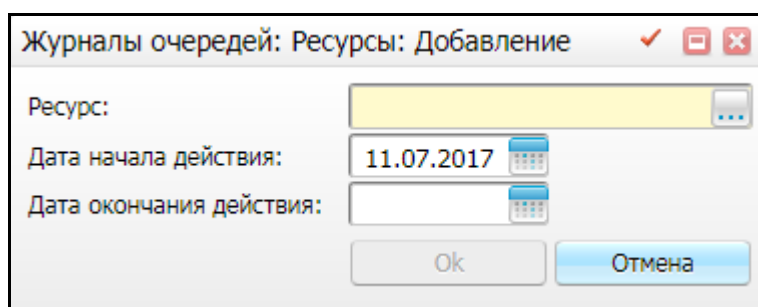 Журналы очередей: Ресурсы: Добавление
Ресурс:
...
Дата начала действия: 11.07.2017
Дата окончания действия:
Ok Отмена